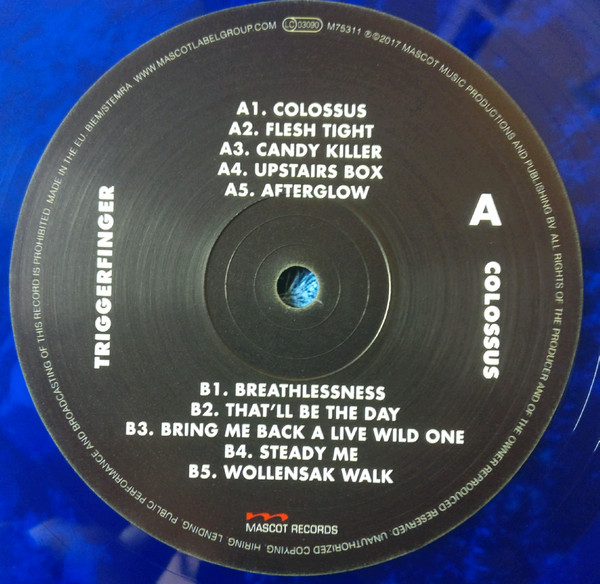 WWW.MASCOTLABELGROUP.COM LC 03090 M75311 ℗©2017 MASCOT MUSIC PRODUCTIONS AND PUBLISHING BV ALL RIGHTS OF THE PRODUCER AND OF THE OWNER REPRODUCED RESERVED. UNAUTHORIZED COPYING, HIRING, LENDING, PUBLIC PERFORMANCE AND BROADCASTING OF THIS RECORD IS PROHIBITED. MADE IN THE EU. BIEM/STEMRA.
A1. COLOSSUS
A2. FLESH TIGHT
A3. CANDY KILLER
A4. UPSTAIRS BOX
A5. AFTERGLOW
TRIGGERFINGER
A
COLOSSUS
B1. BREATHLESSNESS
B2. THAT'LL BE THE DAY
B3. BRING ME BACK A LIVE WILD ONE
B4. STEADY ME
B5. WOLLENSAK WALK
MASCOT RECORDS